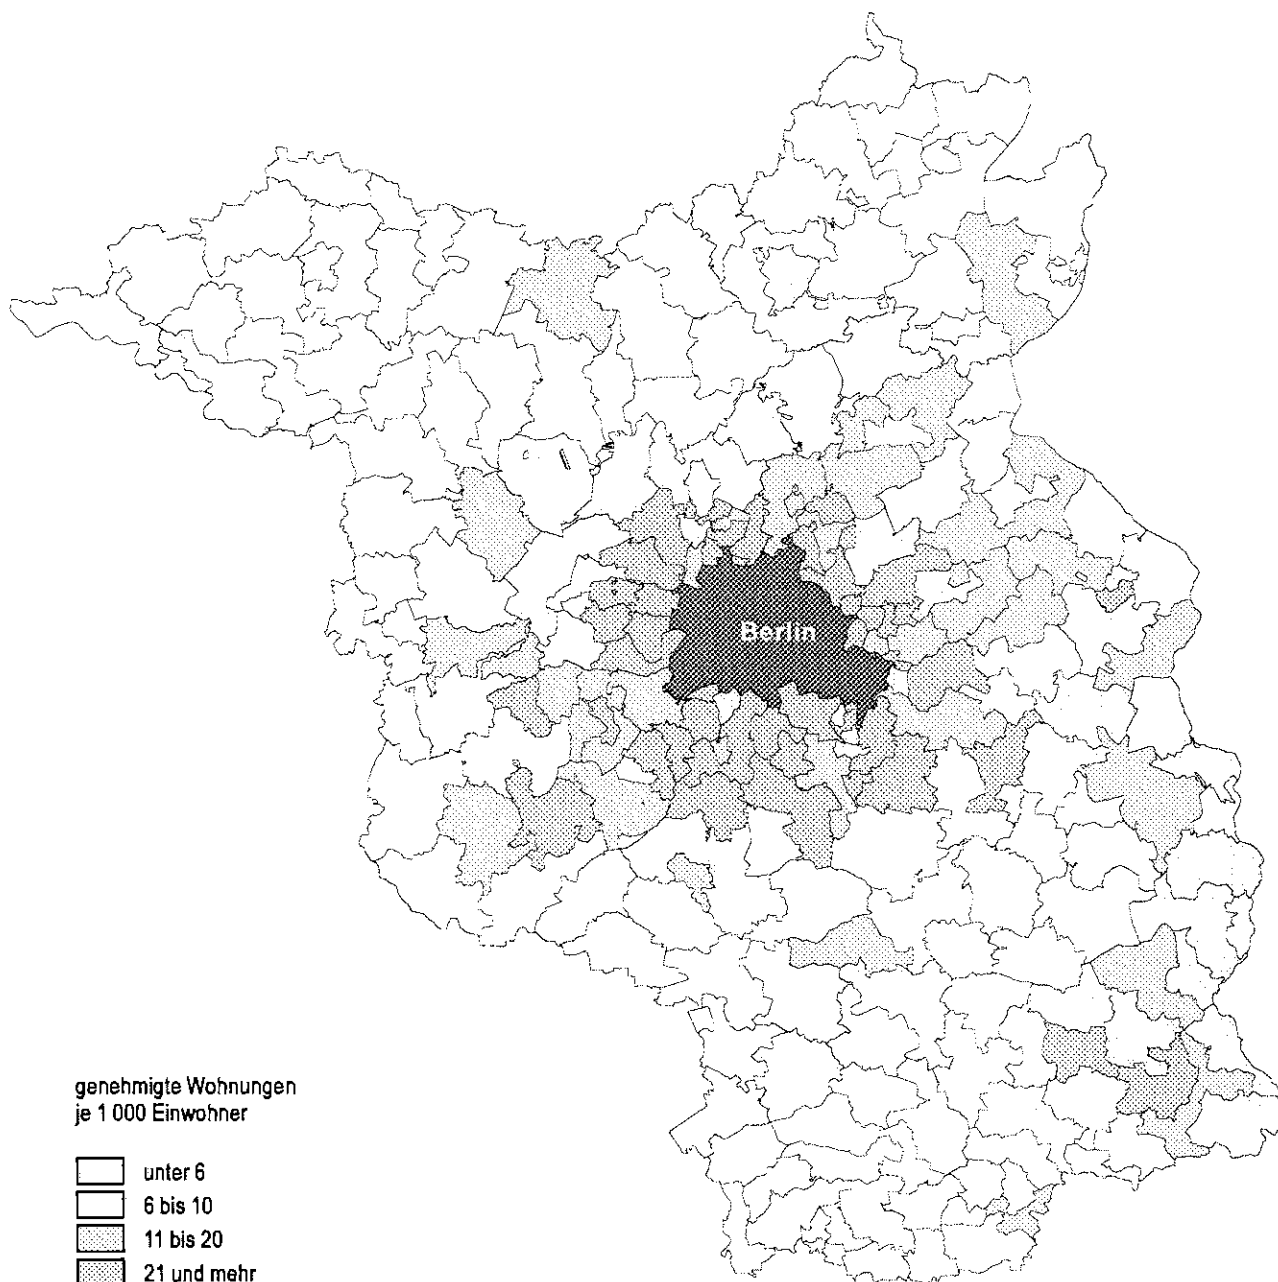 Berlin
genehmigte Wohnungen
je 1 000 Einwohner
unter 6
6 bis 10
11 bis 20
21 und mehr